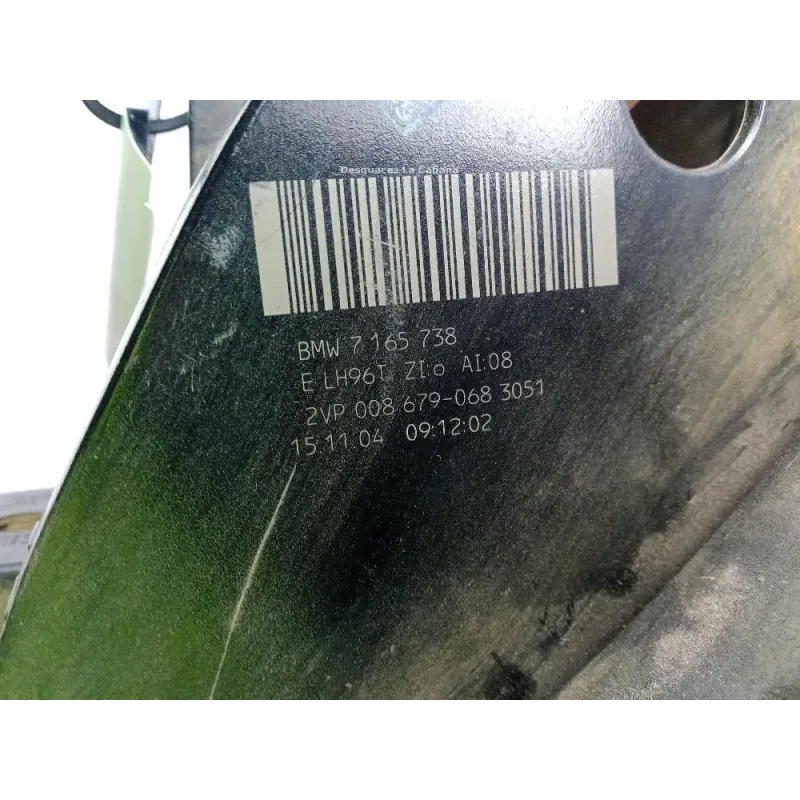 Desguaces La Cabaña
BMW 7 165 738
E LH96T ZI:o AI:08
2VP 008 679-068 3051
15.11.04 09:12:02